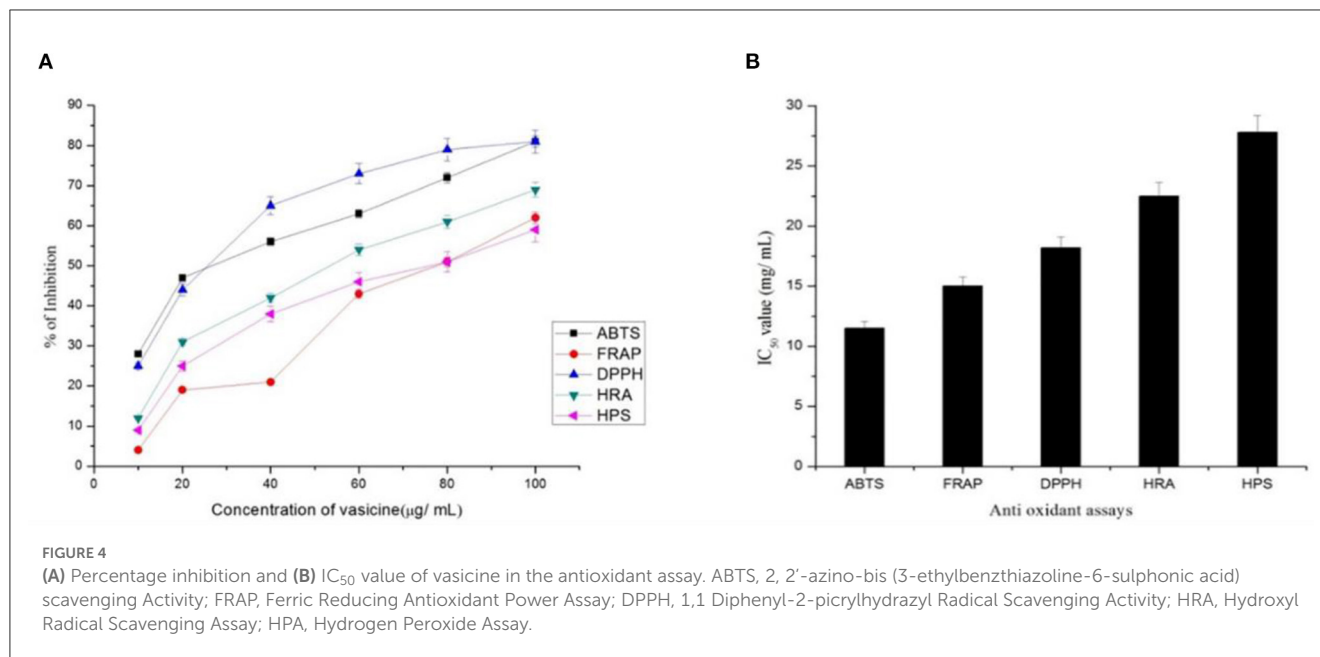 A
B
90
80
70
60
50
40
30
20
10
0
% of Inhibition
0
20
40
60
80
100
Concentration of vasicine(μg/ mL)
ABTS
FRAP
DPPH
HRA
HPS
30
25
20
15
10
5
0
IC50 value (mg/ mL)
ABTS
FRAP
DPPH
HRA
HPS
Anti oxidant assays
FIGURE 4
(A) Percentage inhibition and (B) IC50 value of vasicine in the antioxidant assay. ABTS, 2, 2′-azino-bis (3-ethylbenzthiazoline-6-sulphonic acid)
scavenging Activity; FRAP, Ferric Reducing Antioxidant Power Assay; DPPH, 1,1 Diphenyl-2-picrylhydrazyl Radical Scavenging Activity; HRA, Hydroxyl
Radical Scavenging Assay; HPA, Hydrogen Peroxide Assay.